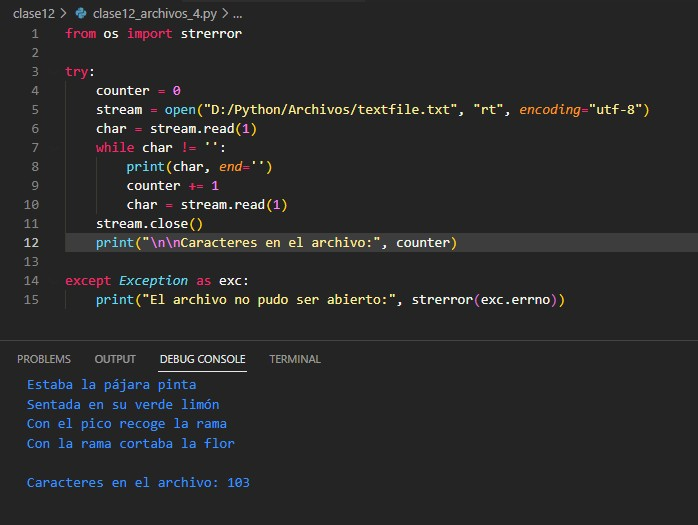 clase12 > clase12_archivos_4.py > ...
1 from os import strerror
2
3 try:
4     counter = 0
5     stream = open("D:/Python/Archivos/textfile.txt", "rt", encoding="utf-8")
6     char = stream.read(1)
7     while char != '':
8         print(char, end='')
9         counter += 1
10         char = stream.read(1)
11     stream.close()
12     print("\n\nCaracteres en el archivo:", counter)
13
14 except Exception as exc:
15     print("El archivo no pudo ser abierto:", strerror(exc.errno))
PROBLEMS OUTPUT DEBUG CONSOLE TERMINAL
Estaba la pájara pinta
Sentada en su verde limón
Con el pico recoge la rama
Con la rama cortaba la flor
Caracteres en el archivo: 103